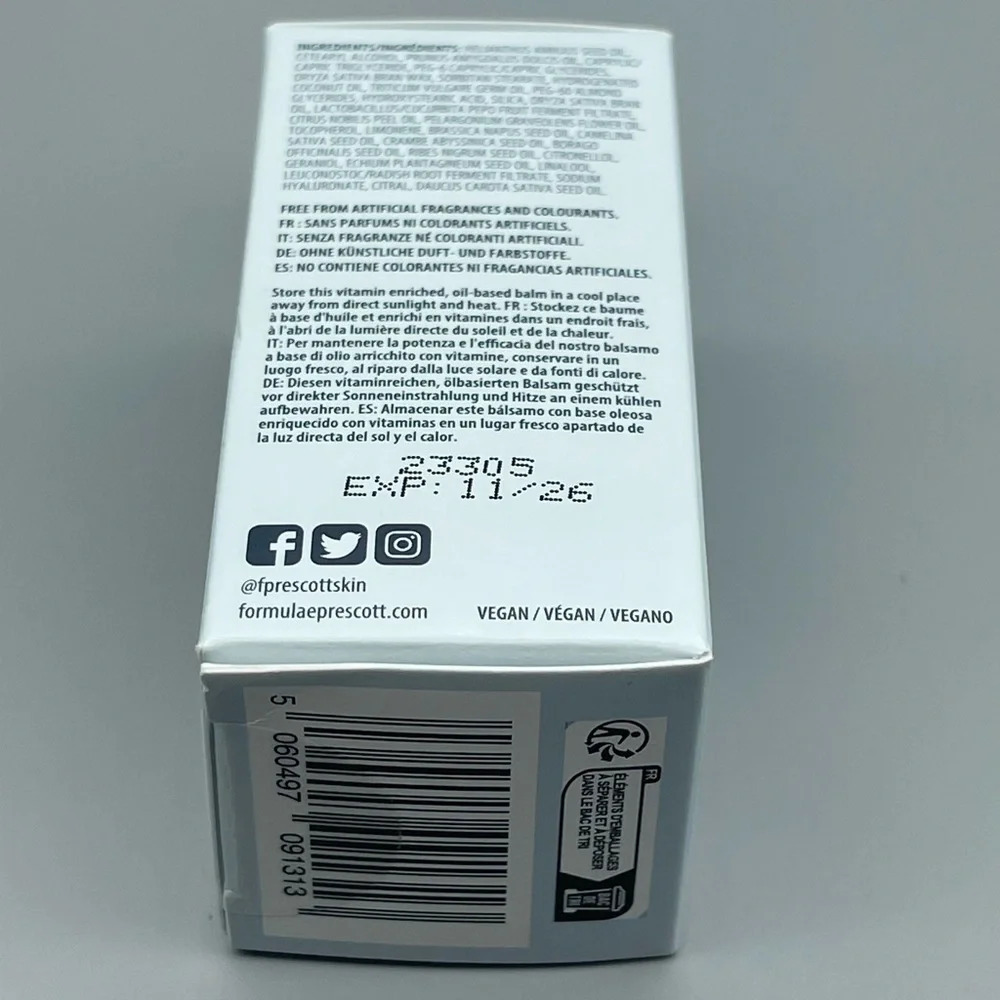 INGREDIENTS/INGRÉDIENTS: HELIANTHUS ANNUUS SEED OIL,
CETEARYL ALCOHOL, PRUNUS AMYGDALUS DULCIS OIL, CAPRYLIC/
CAPRIC TRIGLYCERIDE, PEG-6 CAPRYLIC/CAPRIC GLYCERIDES,
ORYZA SATIVA BRAN WAX, SORBITAN STEARATE, HYDROGENATED
COCONUT OIL, TRITICUM VULGARE GERM OIL, PEG-60 ALMOND
GLYCERIDES, HYDROXYSTEARIC ACID, SILICA, ORYZA SATIVA BRAN
OIL, LACTOBACILLUS/CUCURBITA PEPO FRUIT FERMENT FILTRATE,
CITRUS NOBILIS PEEL OIL, PELARGONIUM GRAVEOLENS FLOWER OIL,
TOCOPHEROL, LIMONENE, BRASSICA NAPUS SEED OIL, CAMELINA
SATIVA SEED OIL, CRAMBE ABYSSINICA SEED OIL, BORAGO
OFFICINALIS SEED OIL, RIBES NIGRUM SEED OIL, CITRONELLOL,
GERANIOL, ECHIUM PLANTAGINEUM SEED OIL, LINALOOL,
LEUCONOSTOC/RADISH ROOT FERMENT FILTRATE, SODIUM
HYALURONATE, CITRAL, DAUCUS CAROTA SATIVA SEED OIL.
FREE FROM ARTIFICIAL FRAGRANCES AND COLOURANTS.
FR : SANS PARFUMS NI COLORANTS ARTIFICIELS.
IT: SENZA FRAGRANZE NÉ COLORANTI ARTIFICIALI.
DE: OHNE KÜNSTLICHE DUFT- UND FARBSTOFFE.
ES: NO CONTIENE COLORANTES NI FRAGANCIAS ARTIFICIALES.
Store this vitamin enriched, oil-based balm in a cool place
away from direct sunlight and heat. FR : Stockez ce baume
à base d'huile et enrichi en vitamines dans un endroit frais,
à l'abri de la lumière directe du soleil et de la chaleur.
IT: Per mantenere la potenza e l'efficacia del nostro balsamo
a base di olio arricchito con vitamine, conservare in un
luogo fresco, al riparo dalla luce solare e da fonti di calore.
DE: Diesen vitaminreichen, ölbasierten Balsam geschützt
vor direkter Sonneneinstrahlung und Hitze an einem kühlen
aufbewahren. ES: Almacenar este bálsamo con base oleosa
enriquecido con vitaminas en un lugar fresco apartado de
la luz directa del sol y el calor.
23305
EXP: 11/26
@fprescottskin
formulaeprescott.com
VEGAN / VÉGAN / VEGANO
5 060497 091313
FR
ÉLÉMENTS D'EMBALLAGES
À SÉPARER ET À DÉPOSER
DANS LE BAC DE TRI
BAC
DE
TRI